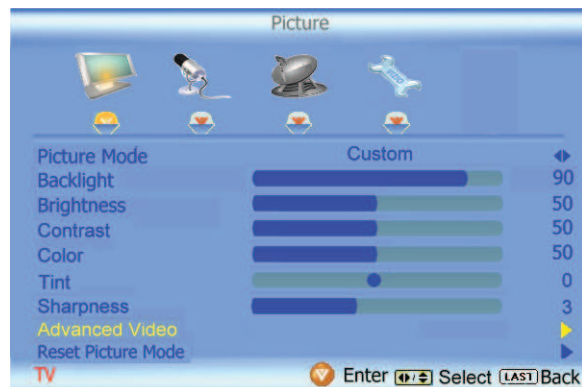 Picture
Picture Mode Custom
Backlight 90
Brightness 50
Contrast 50
Color 50
Tint 0
Sharpness 3
Advanced Video
Reset Picture Mode
TV Enter Select LAST Back